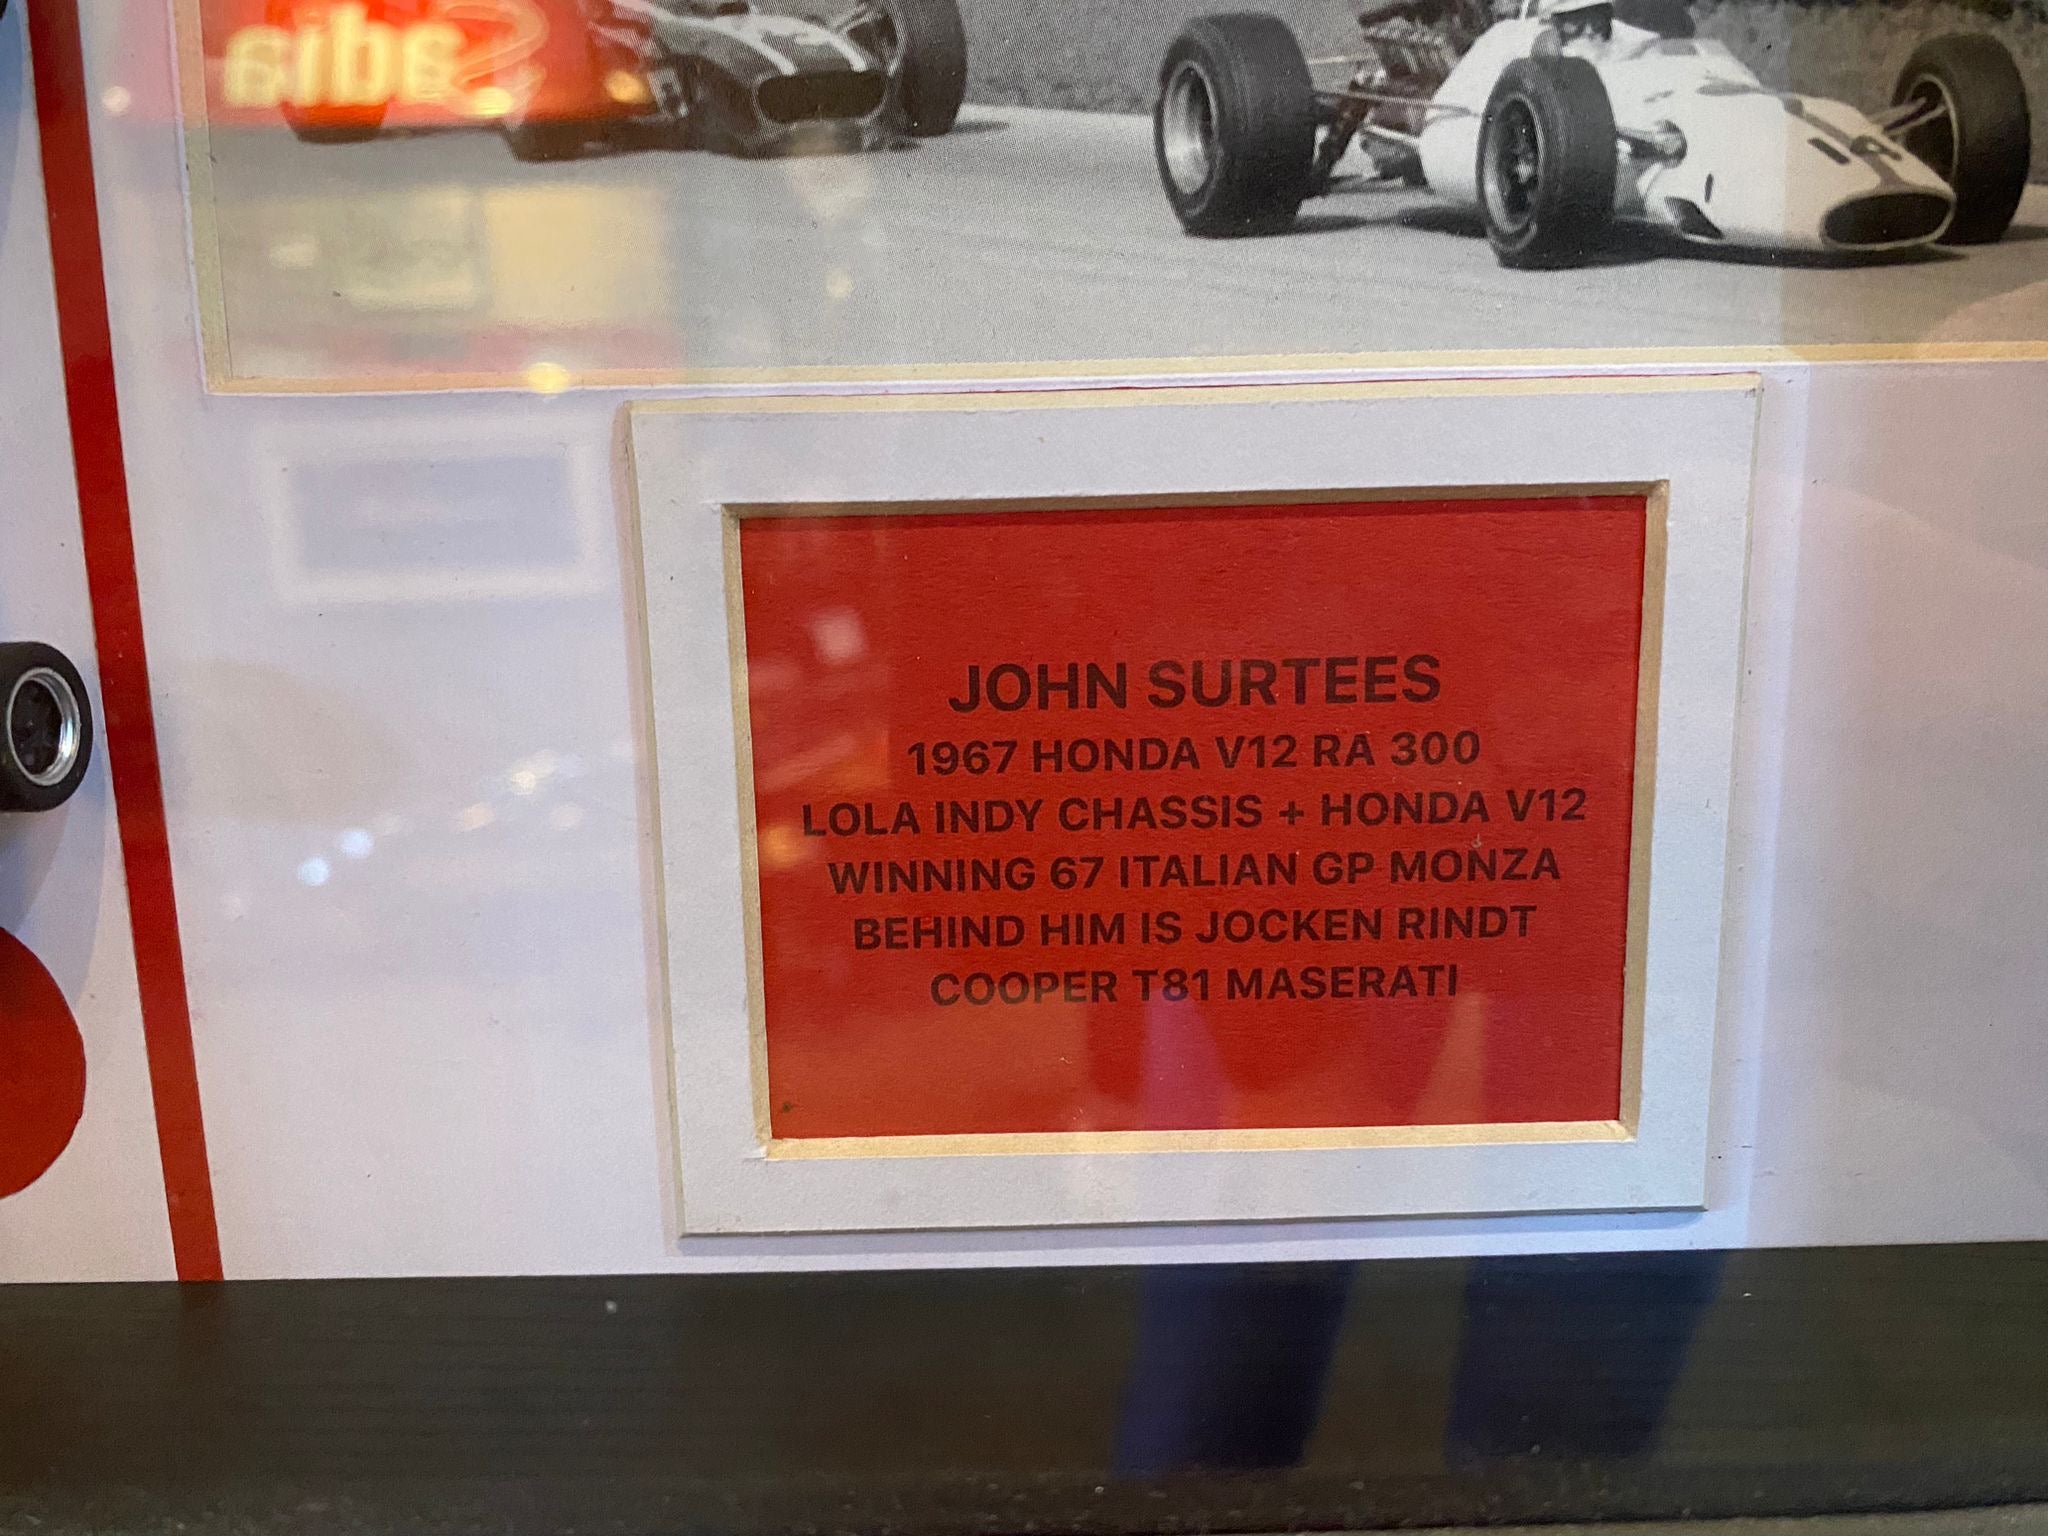 14
JOHN SURTEES
1967 HONDA V12 RA 300
LOLA INDY CHASSIS + HONDA V12
WINNING 67 ITALIAN GP MONZA
BEHIND HIM IS JOCKEN RINDT
COOPER T81 MASERATI